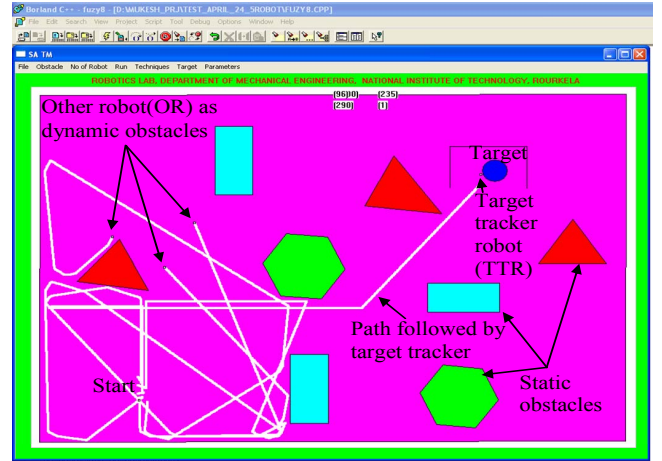 Borland C++ - fuzy8 - [D:\MUKESH_PRJ\TEST_APRIL_24_5ROBOT\FUZY8.CPP]
File Edit Search View Project Script Tool Debug Options Window Help
SA TM
File Obstacle No of Robot Run Techniques Target Parameters
ROBOTICS LAB, DEPARTMENT OF MECHANICAL ENGINEERING, NATIONAL INSTITUTE OF TECHNOLOGY, ROURKELA
(235)
(290) (1)
Other robot(OR) as
dynamic obstacles
Target
Target
tracker
robot
(TTR)
Path followed by
target tracker
Start
Static
obstacles